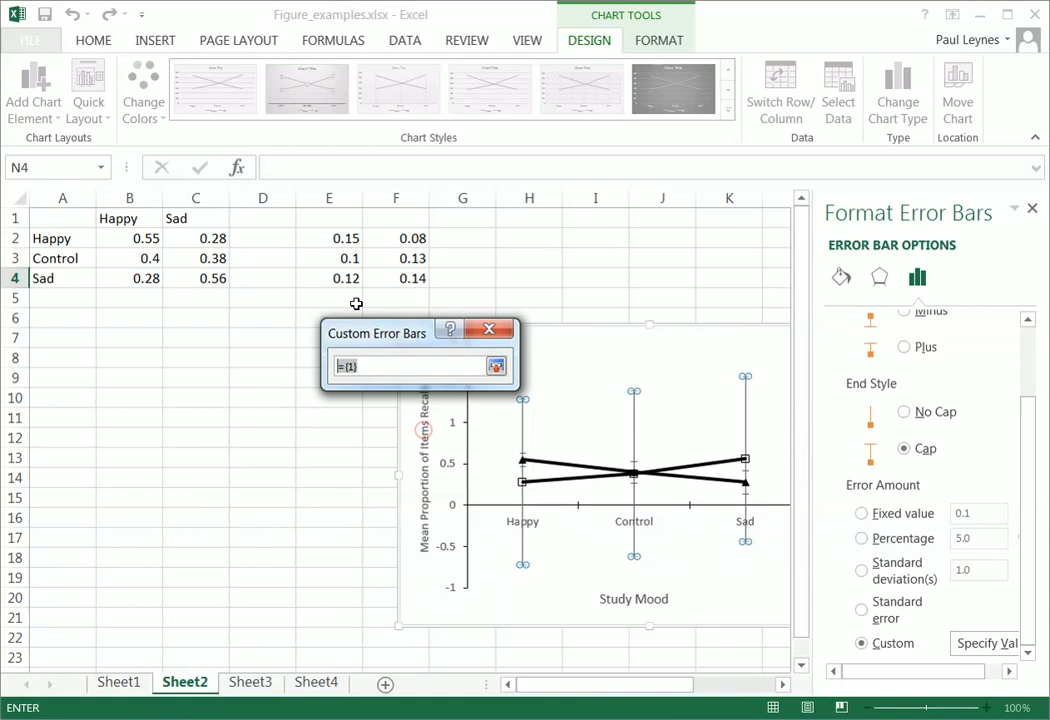 Figure_examples.xlsx - Excel
CHART TOOLS
?
FILE
HOME
INSERT
PAGE LAYOUT
FORMULAS
DATA
REVIEW
VIEW
DESIGN
FORMAT
Paul Leynes
Add Chart
Element
Quick
Layout
Change
Colors
Switch Row/
Column
Select
Data
Change
Chart Type
Move
Chart
Chart Layouts
Chart Styles
Data
Type
Location
N4
fx
A B C D E F G H I J K
1 Happy Sad
2 Happy 0.55 0.28 0.15 0.08
3 Control 0.4 0.38 0.1 0.13
4 Sad 0.28 0.56 0.12 0.14
5
6
7
8
9
10
11
12
13
14
15
16
17
18
19
20
21
22
23
Custom Error Bars
?
={1}
Mean Proportion of Items Recal
1
0.5
0
-0.5
-1
Happy
Control
Sad
Study Mood
Format Error Bars
ERROR BAR OPTIONS
Minus
Plus
End Style
No Cap
Cap
Error Amount
Fixed value 0.1
Percentage 5.0
Standard
deviation(s)
1.0
Standard
error
Custom
Specify Val
Sheet1
Sheet2
Sheet3
Sheet4
ENTER
100%